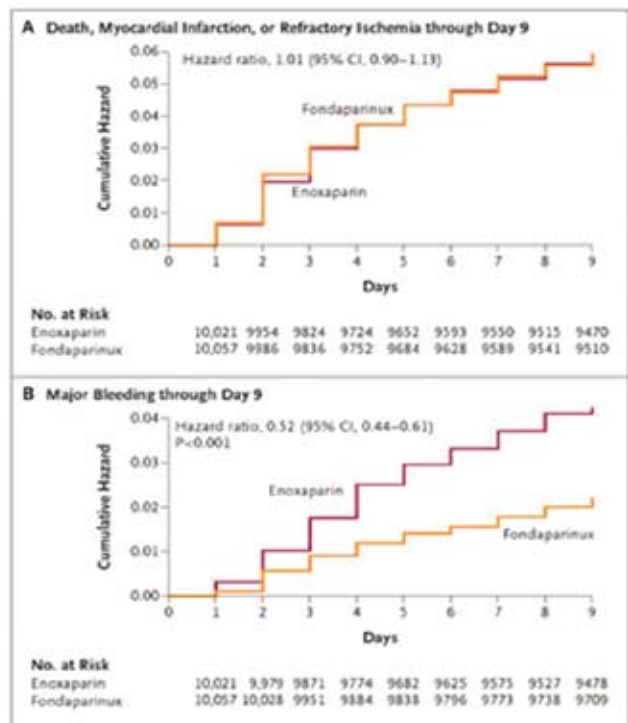 A Death, Myocardial Infarction, or Refractory Ischemia through Day 9
0.06
Hazard ratio, 1.01 (95% CI, 0.90–1.13)
0.05
Fondaparinux
0.04
0.03
0.02
Enoxaparin
0.01
0.00
Cumulative Hazard
0 1 2 3 4 5 6 7 8 9
Days
No. at Risk
Enoxaparin 10,021 9954 9824 9724 9652 9593 9550 9515 9470
Fondaparinux 10,057 9986 9836 9752 9684 9628 9589 9541 9510
B Major Bleeding through Day 9
0.04
Hazard ratio, 0.52 (95% CI, 0.44–0.61)
P<0.001
0.03
Enoxaparin
0.02
Fondaparinux
0.01
0.00
Cumulative Hazard
0 1 2 3 4 5 6 7 8 9
Days
No. at Risk
Enoxaparin 10,021 9,979 9871 9774 9682 9625 9575 9527 9478
Fondaparinux 10,057 10,028 9951 9884 9838 9796 9773 9738 9709